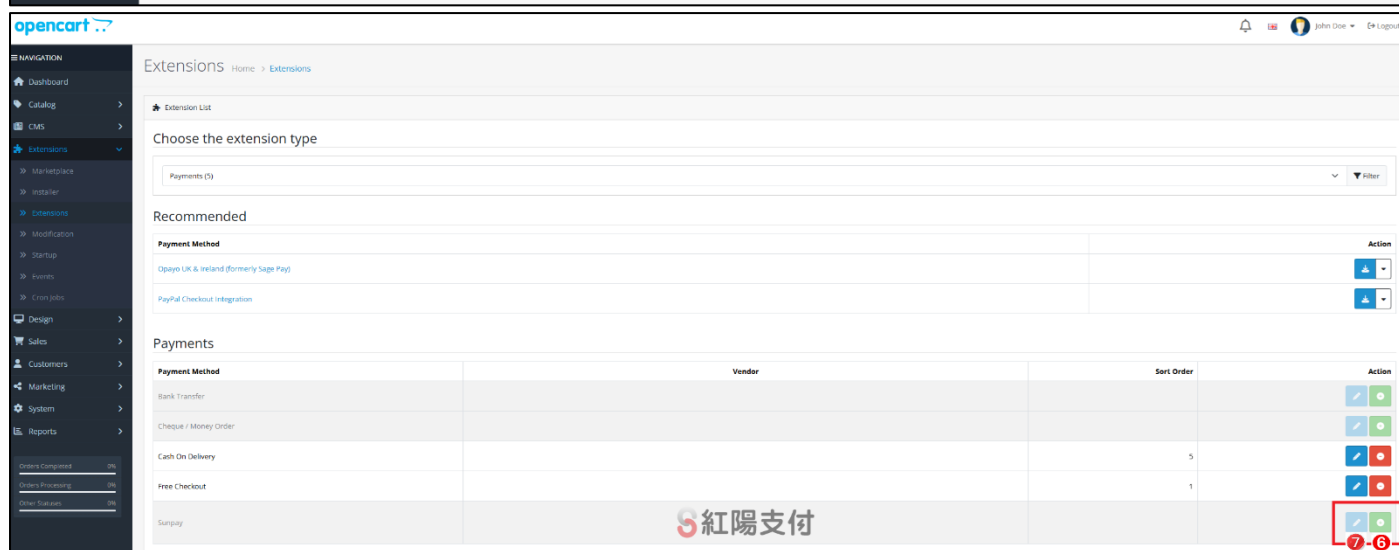 opencart
John Doe
Logout
NAVIGATION
Dashboard
Catalog
CMS
Extensions
Marketplace
Installer
Extensions
Modification
Startup
Events
Cron Jobs
Design
Sales
Customers
Marketing
System
Reports
Orders Completed 0%
Orders Processing 0%
Other Statuses 0%
Extensions Home > Extensions
Extension List
Choose the extension type
Payments (5)
Filter
Recommended
Payment Method Action
Opayo UK & Ireland (formerly Sage Pay)
PayPal Checkout Integration
Payments
Payment Method Vendor Sort Order Action
Bank Transfer
Cheque / Money Order
Cash On Delivery 5
Free Checkout 1
Sunpay 紅陽支付
7 6